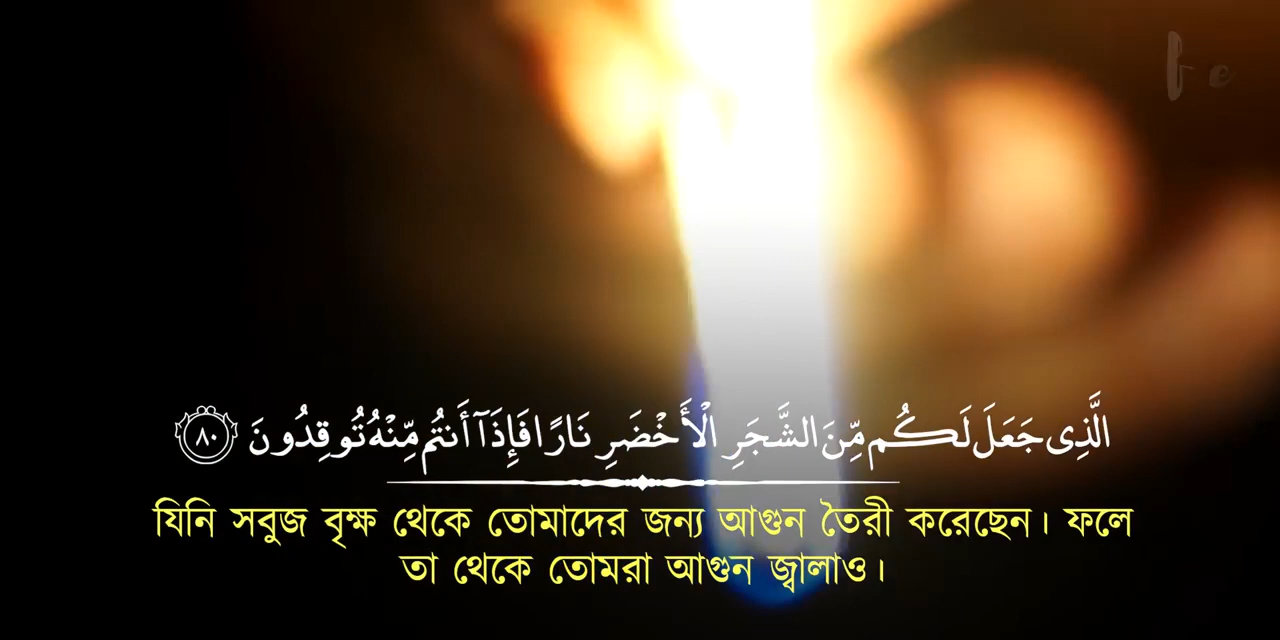 الَّذِى جَعَلَ لَكُم مِّنَ الشَّجَرِ الْأَخْضَرِ نَارًا فَإِذَآ أَنتُم مِّنْهُ تُوقِدُونَ ٨٠
যিনি সবুজ বৃক্ষ থেকে তোমাদের জন্য আগুন তৈরী করেছেন। ফলে
তা থেকে তোমরা আগুন জ্বালাও।